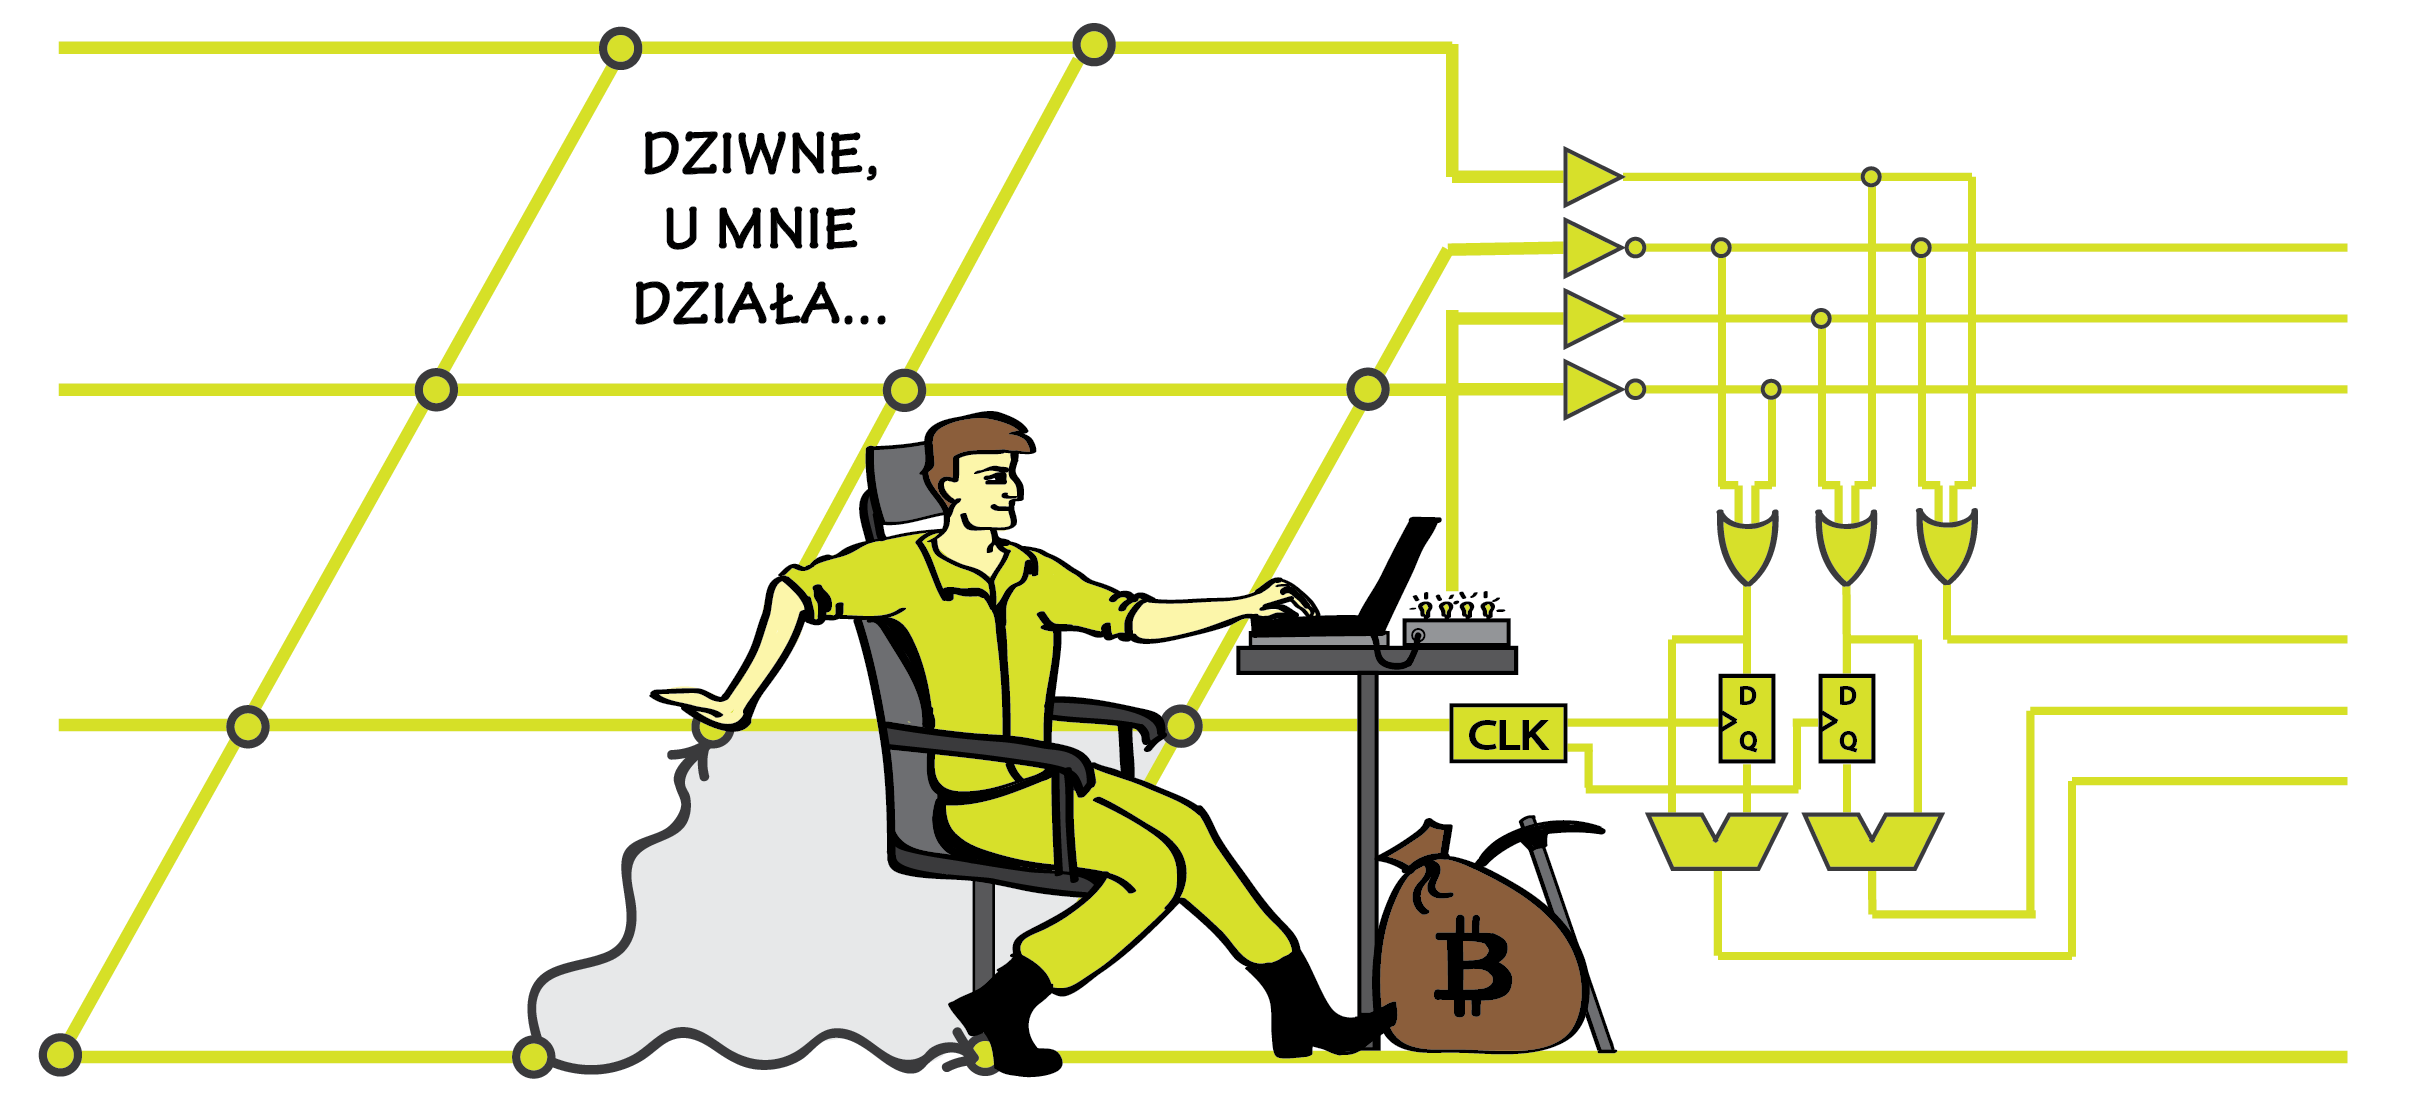 DZIWNE,
U MNIE
DZIAŁA...
CLK
D
Q
D
Q
₿